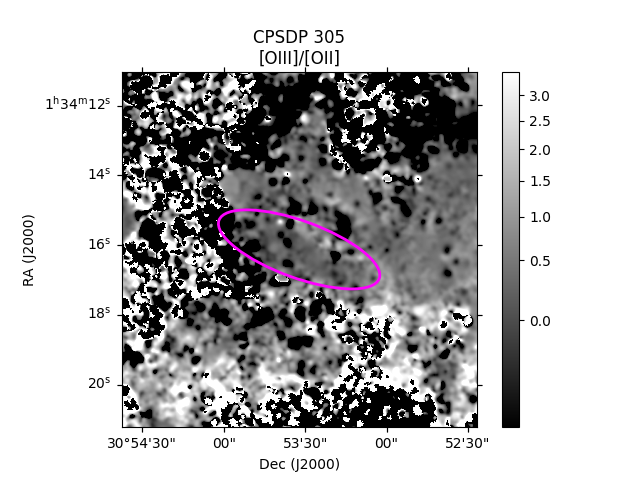 CPSDP 305
[OIII]/[OII]
RA (J2000)
1ʰ34ᵐ12ˢ
14ˢ
16ˢ
18ˢ
20ˢ
30°54'30"
00"
53'30"
00"
52'30"
Dec (J2000)
3.0
2.5
2.0
1.5
1.0
0.5
0.0